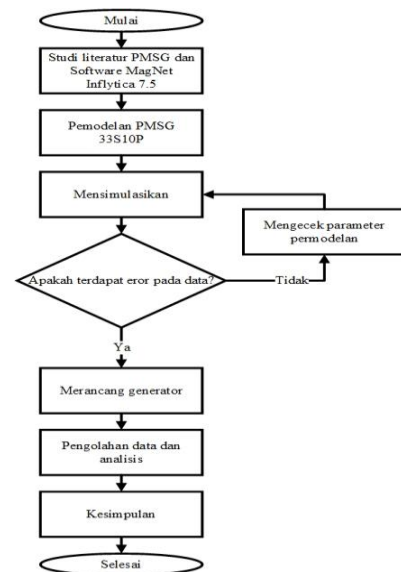 Mulai
Studi literatur PMSG dan
Software MagNet
Inflytica 7.5
Pemodelan PMSG
33S10P
Mensimulasikan
Mengecek parameter
permodelan
Apakah terdapat eror pada data?
Tidak
Ya
Merancang generator
Pengolahan data dan
analisis
Kesimpulan
Selesai